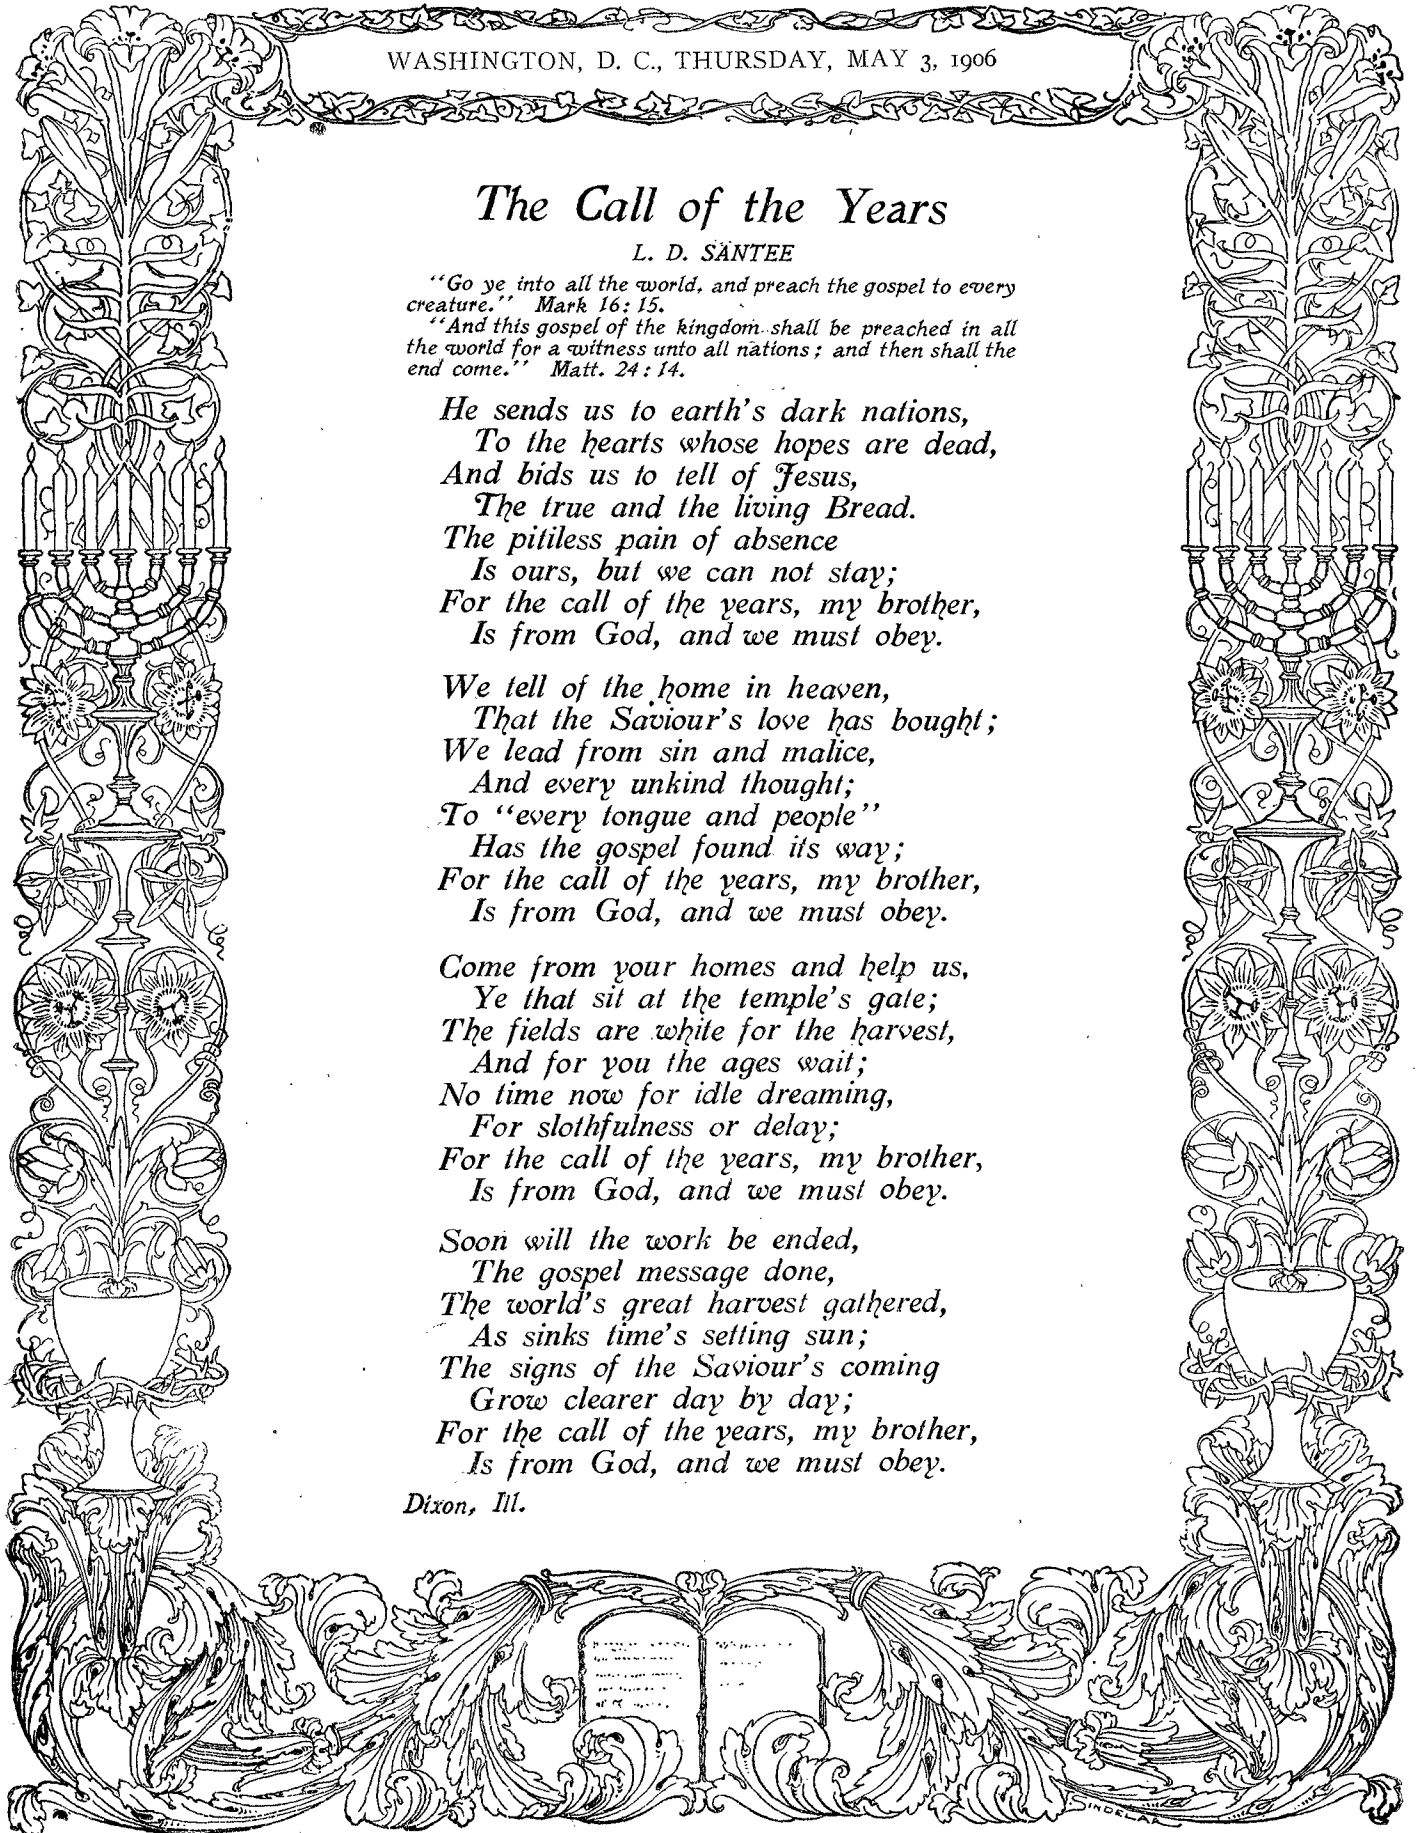 WASHINGTON, D. C., THURSDAY, MAY 3, 1906
The Call of the Years
L. D. SANTEE
"Go ye into all the world, and preach the gospel to every
creature." Mark 16:15.
"And this gospel of the kingdom shall be preached in all
the world for a witness unto all nations; and then shall the
end come." Matt. 24:14.
He sends us to earth's dark nations,
To the hearts whose hopes are dead,
And bids us to tell of Jesus,
The true and the living Bread.
The pitiless pain of absence
Is ours, but we can not stay;
For the call of the years, my brother,
Is from God, and we must obey.
We tell of the home in heaven,
That the Saviour's love has bought;
We lead from sin and malice,
And every unkind thought;
To "every tongue and people"
Has the gospel found its way;
For the call of the years, my brother,
Is from God, and we must obey.
Come from your homes and help us,
Ye that sit at the temple's gate;
The fields are white for the harvest,
And for you the ages wait;
No time now for idle dreaming,
For slothfulness or delay;
For the call of the years, my brother,
Is from God, and we must obey.
Soon will the work be ended,
The gospel message done,
The world's great harvest gathered,
As sinks time's setting sun;
The signs of the Saviour's coming
Grow clearer day by day;
For the call of the years, my brother,
Is from God, and we must obey.
Dixon, Ill.
SINDELAR